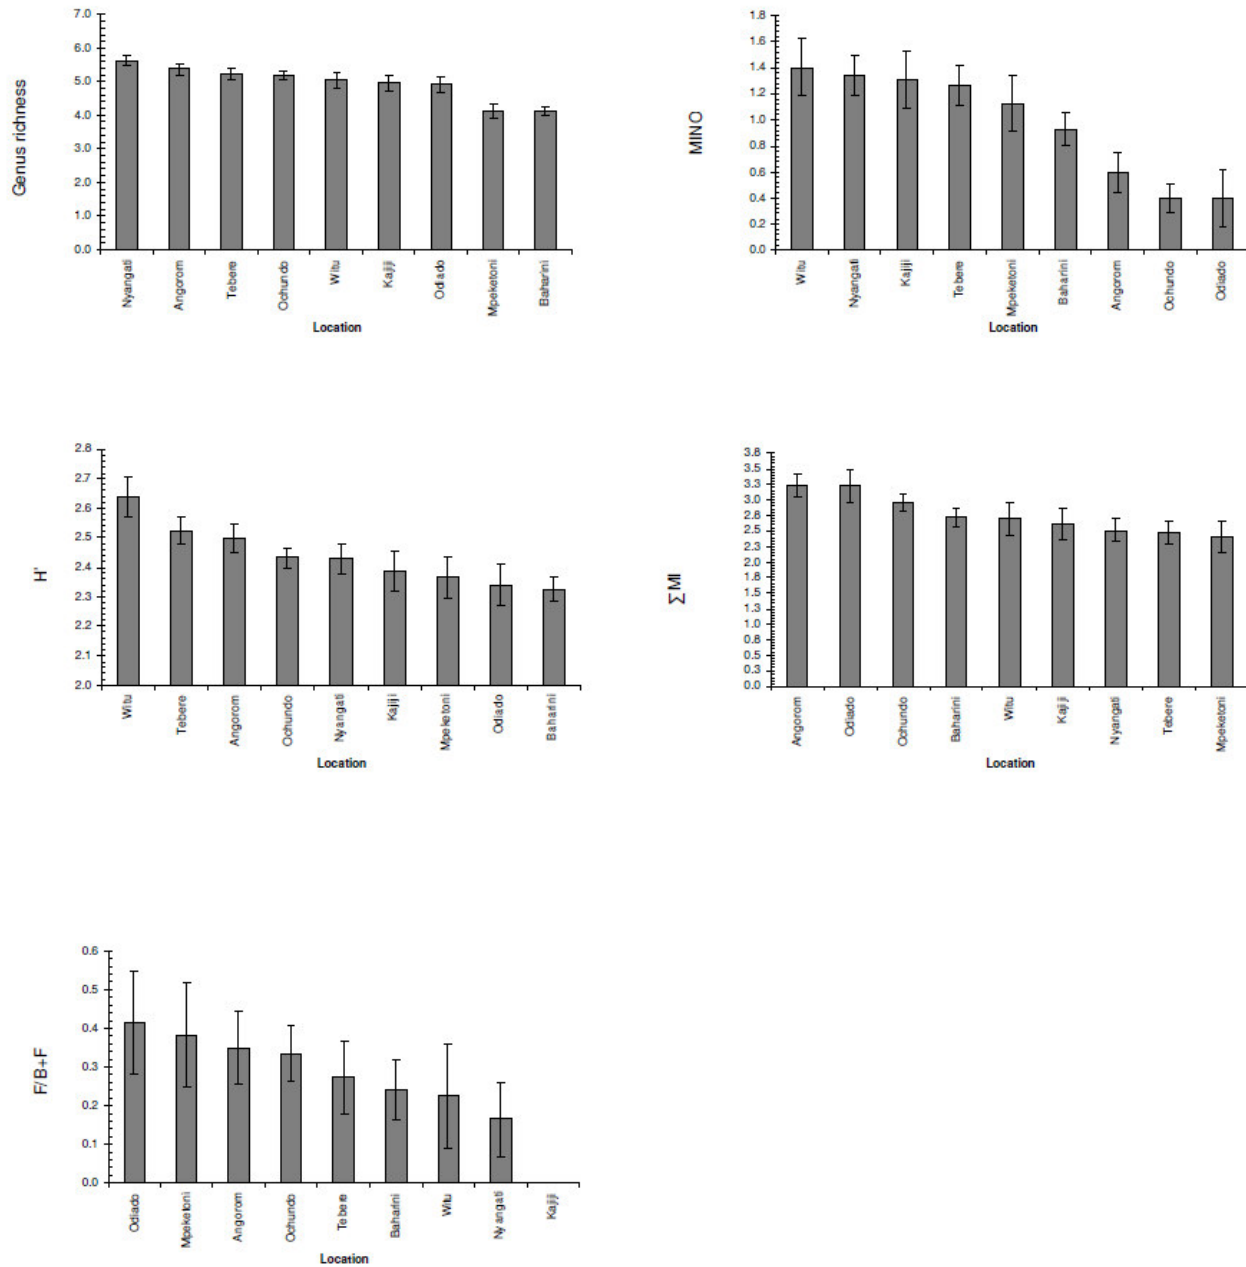 Genus richness
7.0
6.0
5.0
4.0
3.0
2.0
1.0
0.0
Nyangati
Angorom
Tebere
Ochundo
Witu
Kajiji
Odiado
Mpeketoni
Baharini
Location
MINO
1.8
1.6
1.4
1.2
1.0
0.8
0.6
0.4
0.2
0.0
Witu
Nyangati
Kajiji
Tebere
Mpeketoni
Baharini
Angorom
Ochundo
Odiado
Location
H'
2.8
2.7
2.6
2.5
2.4
2.3
2.2
2.1
2.0
Witu
Tebere
Angorom
Ochundo
Nyangati
Kajiji
Mpeketoni
Odiado
Baharini
Location
∑MI
3.8
3.5
3.3
3.0
2.8
2.5
2.3
2.0
1.8
1.5
1.3
1.0
0.8
0.5
0.3
0.0
Angorom
Odiado
Ochundo
Baharini
Witu
Kajiji
Nyangati
Tebere
Mpeketoni
Location
F/B+F
0.6
0.5
0.4
0.3
0.2
0.1
0.0
Odiado
Mpeketoni
Angorom
Ochundo
Tebere
Baharini
Witu
Nyangati
Kajiji
Location